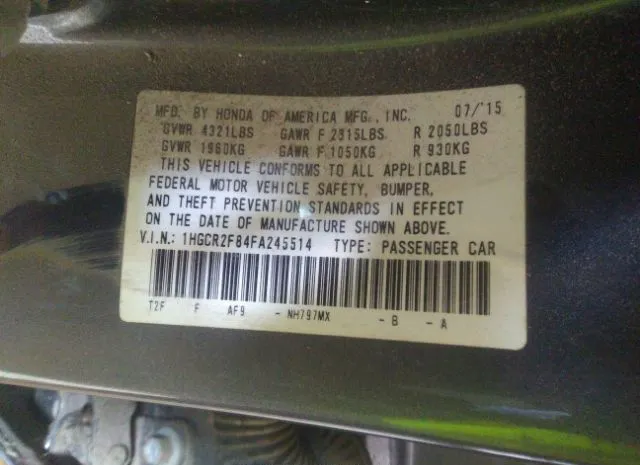 MFD. BY HONDA OF AMERICA MFG., INC. 07/'15
GVWR 4321LBS GAWR F 2315LBS R 2050LBS
GVWR 1960KG GAWR F 1050KG R 930KG
THIS VEHICLE CONFORMS TO ALL APPLICABLE
FEDERAL MOTOR VEHICLE SAFETY, BUMPER,
AND THEFT PREVENTION STANDARDS IN EFFECT
ON THE DATE OF MANUFACTURE SHOWN ABOVE.
V.I.N.: 1HGCR2F84FA245514 TYPE: PASSENGER CAR
T2F F AF9 - NH797MX - B - A